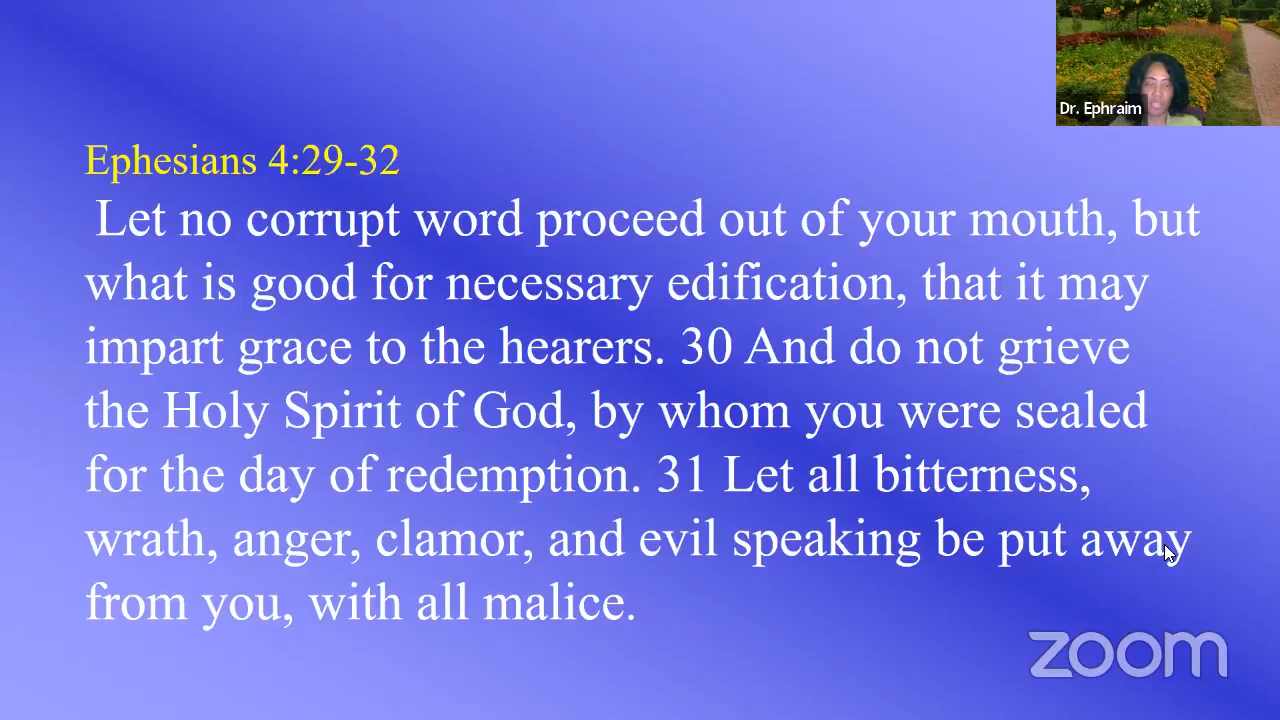 Dr. Ephraim
Ephesians 4:29-32
Let no corrupt word proceed out of your mouth, but
what is good for necessary edification, that it may
impart grace to the hearers. 30 And do not grieve
the Holy Spirit of God, by whom you were sealed
for the day of redemption. 31 Let all bitterness,
wrath, anger, clamor, and evil speaking be put away
from you, with all malice.
zoom